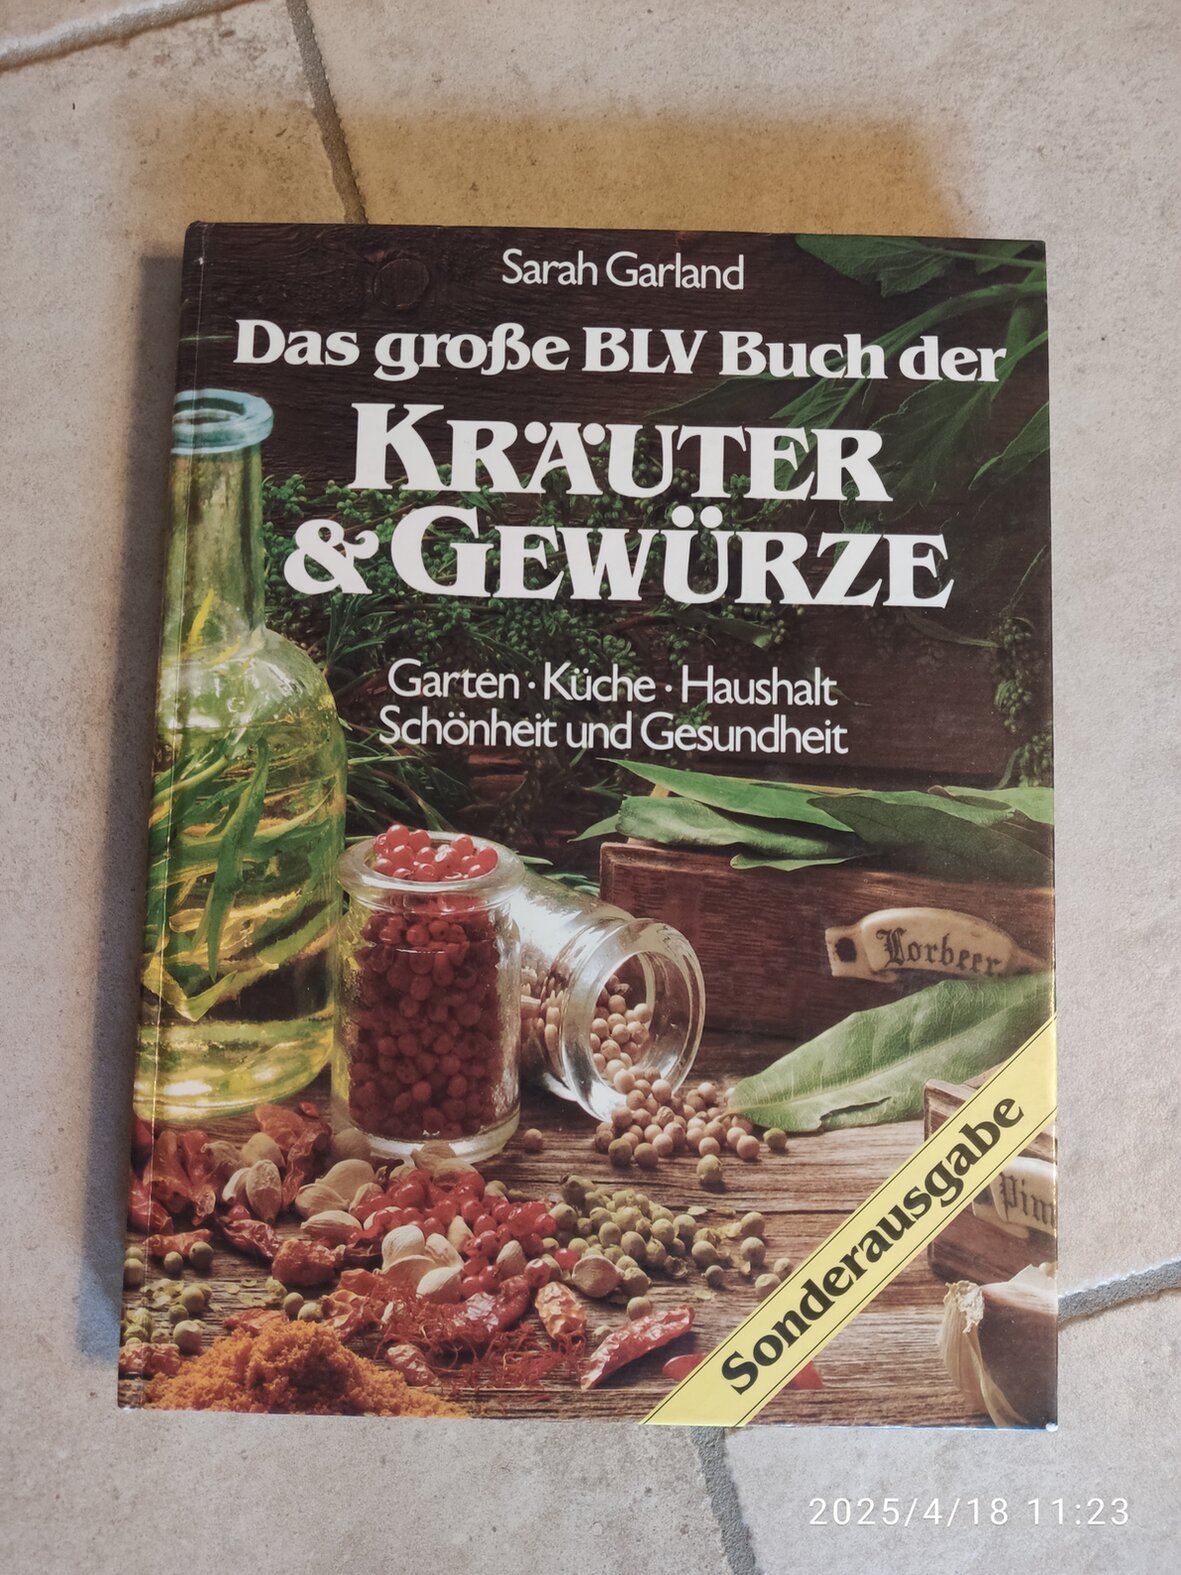 Sarah Garland
Das große BLV Buch der
KRÄUTER
& GEWÜRZE
Garten · Küche · Haushalt
Schönheit und Gesundheit
Lorbeer
Sonderausgabe
Pim
2025/4/18 11:23